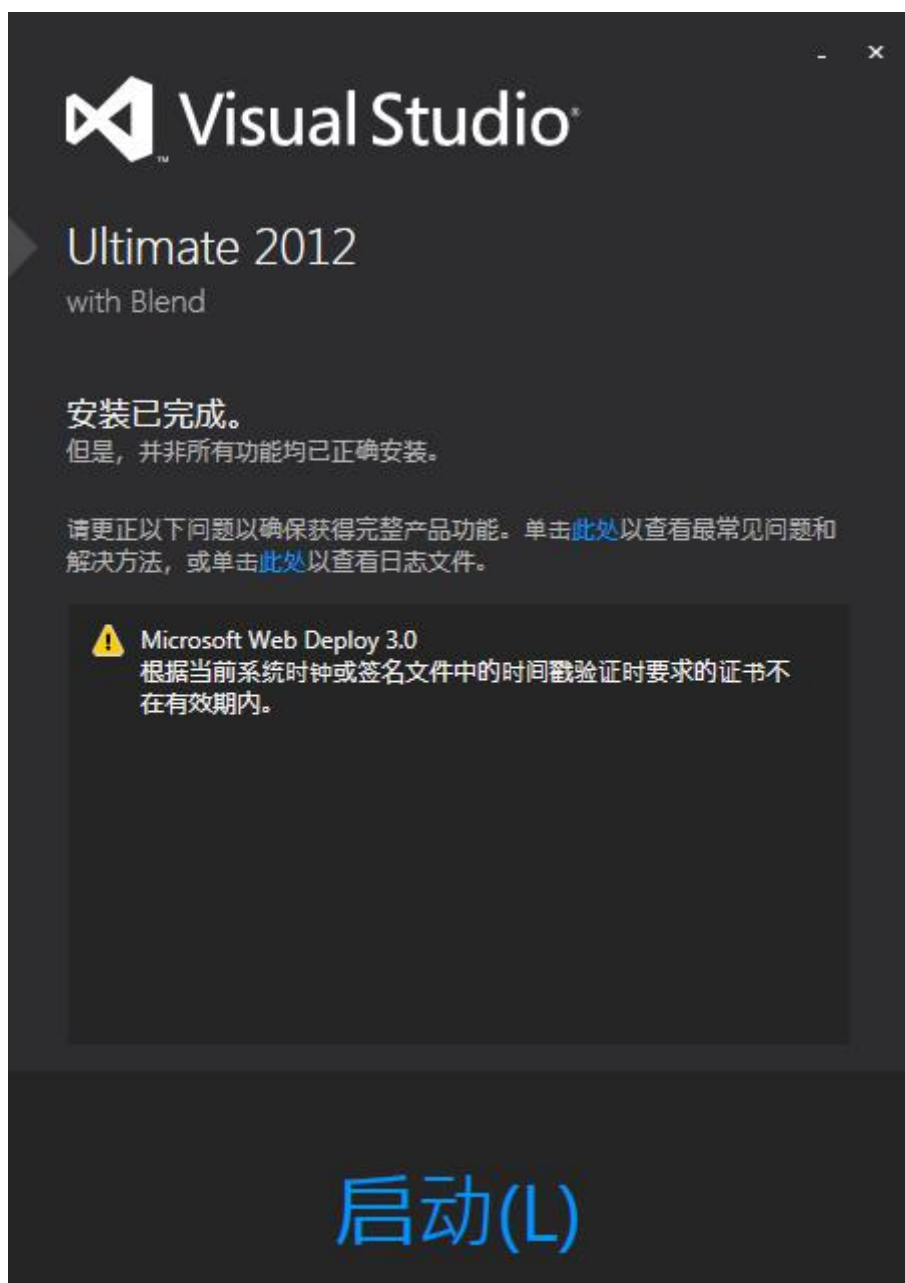 Visual Studio®
™
Ultimate 2012
with Blend
安装已完成。
但是，并非所有功能均已正确安装。
请更正以下问题以确保获得完整产品功能。单击此处以查看最常见问题和
解决方法，或单击此处以查看日志文件。
Microsoft Web Deploy 3.0
根据当前系统时钟或签名文件中的时间戳验证时要求的证书不
在有效期内。
启动(L)